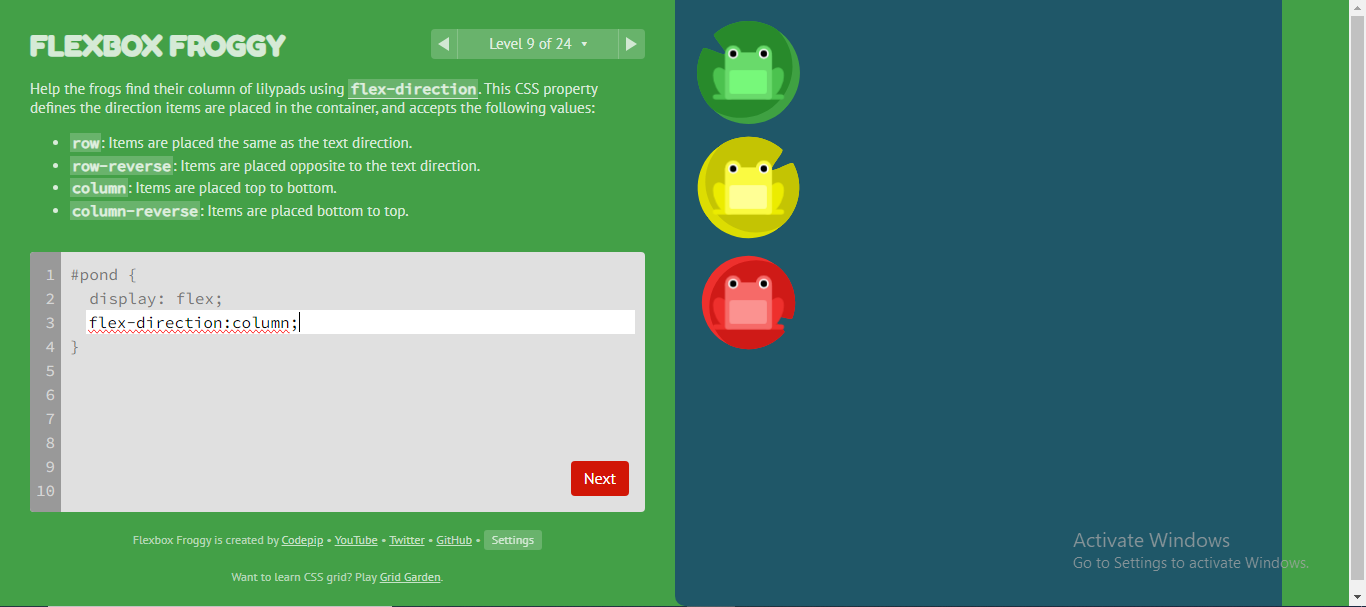 FLEXBOX FROGGY
◀ Level 9 of 24 ▾ ▶
Help the frogs find their column of lilypads using flex-direction. This CSS property
defines the direction items are placed in the container, and accepts the following values:
• row: Items are placed the same as the text direction.
• row-reverse: Items are placed opposite to the text direction.
• column: Items are placed top to bottom.
• column-reverse: Items are placed bottom to top.
1 #pond {
2 display: flex;
3 flex-direction:column;
4 }
5
6
7
8
9
10
Next
Flexbox Froggy is created by Codepip • YouTube • Twitter • GitHub • Settings
Want to learn CSS grid? Play Grid Garden.
Activate Windows
Go to Settings to activate Windows.